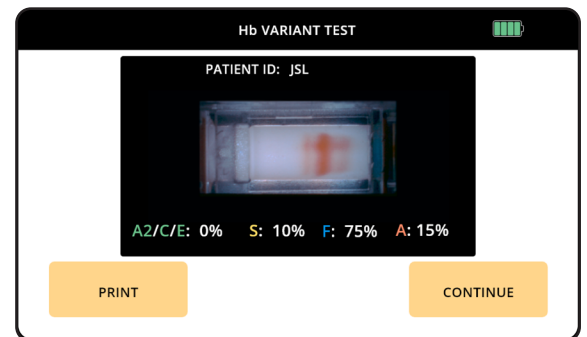 Hb VARIANT TEST
PATIENT ID: JSL
A2/C/E: 0% S: 10% F: 75% A: 15%
PRINT CONTINUE